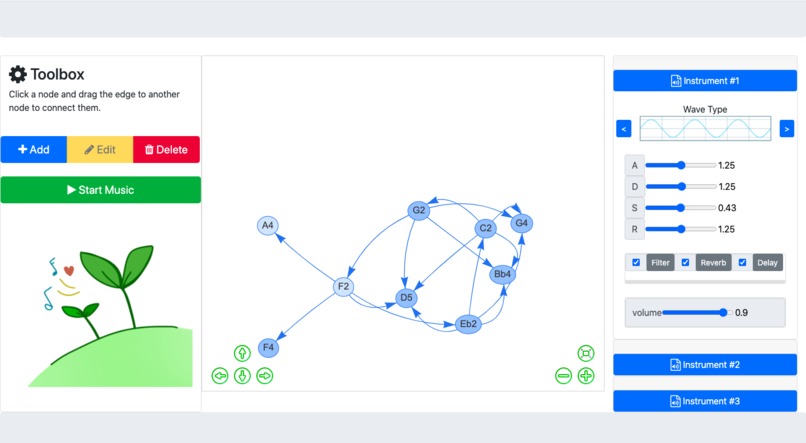 Toolbox
Click a node and drag the edge to another
node to connect them.
Add
Edit
Delete
Start Music
A4
G2
C2
G4
F2
Bb4
D5
Eb2
F4
Instrument #1
Wave Type
<
>
A 1.25
D 1.25
S 0.43
R 1.25
Filter Reverb Delay
volume 0.9
Instrument #2
Instrument #3